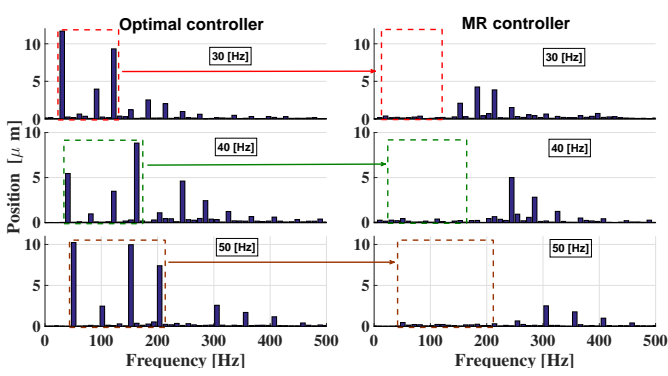 Optimal controller
MR controller
Position [μ m]
10
5
0
30 [Hz]
30 [Hz]
10
5
0
40 [Hz]
40 [Hz]
10
5
0
50 [Hz]
50 [Hz]
0 100 200 300 400 500
0 100 200 300 400 500
Frequency [Hz]
Frequency [Hz]